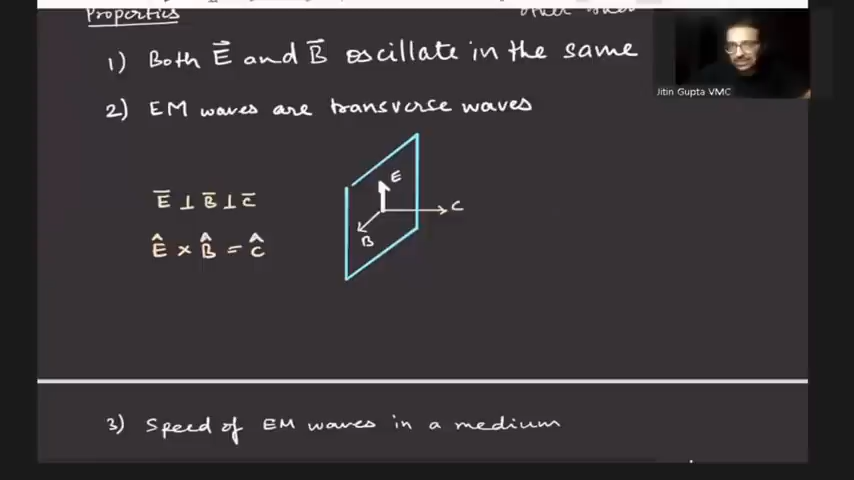 Properties
1) Both E⃗ and B⃗ oscillate in the same
Jitin Gupta VMC
2) EM waves are transverse waves
E
C
B
E̅ ⊥ B̅ ⊥ C̅
Ê × B̂ = Ĉ
3) Speed of EM waves in a medium